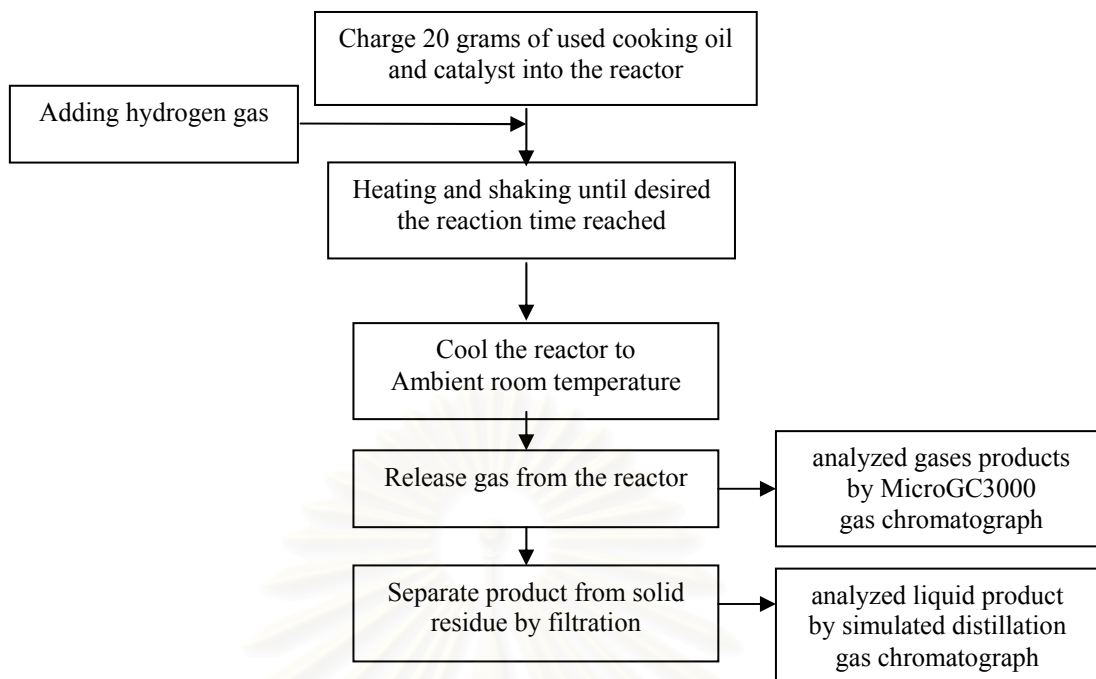 Charge 20 grams of used cooking oil
and catalyst into the reactor
Adding hydrogen gas
Heating and shaking until desired
the reaction time reached
Cool the reactor to
Ambient room temperature
Release gas from the reactor
analyzed gases products
by MicroGC3000
gas chromatograph
Separate product from solid
residue by filtration
analyzed liquid product
by simulated distillation
gas chromatograph